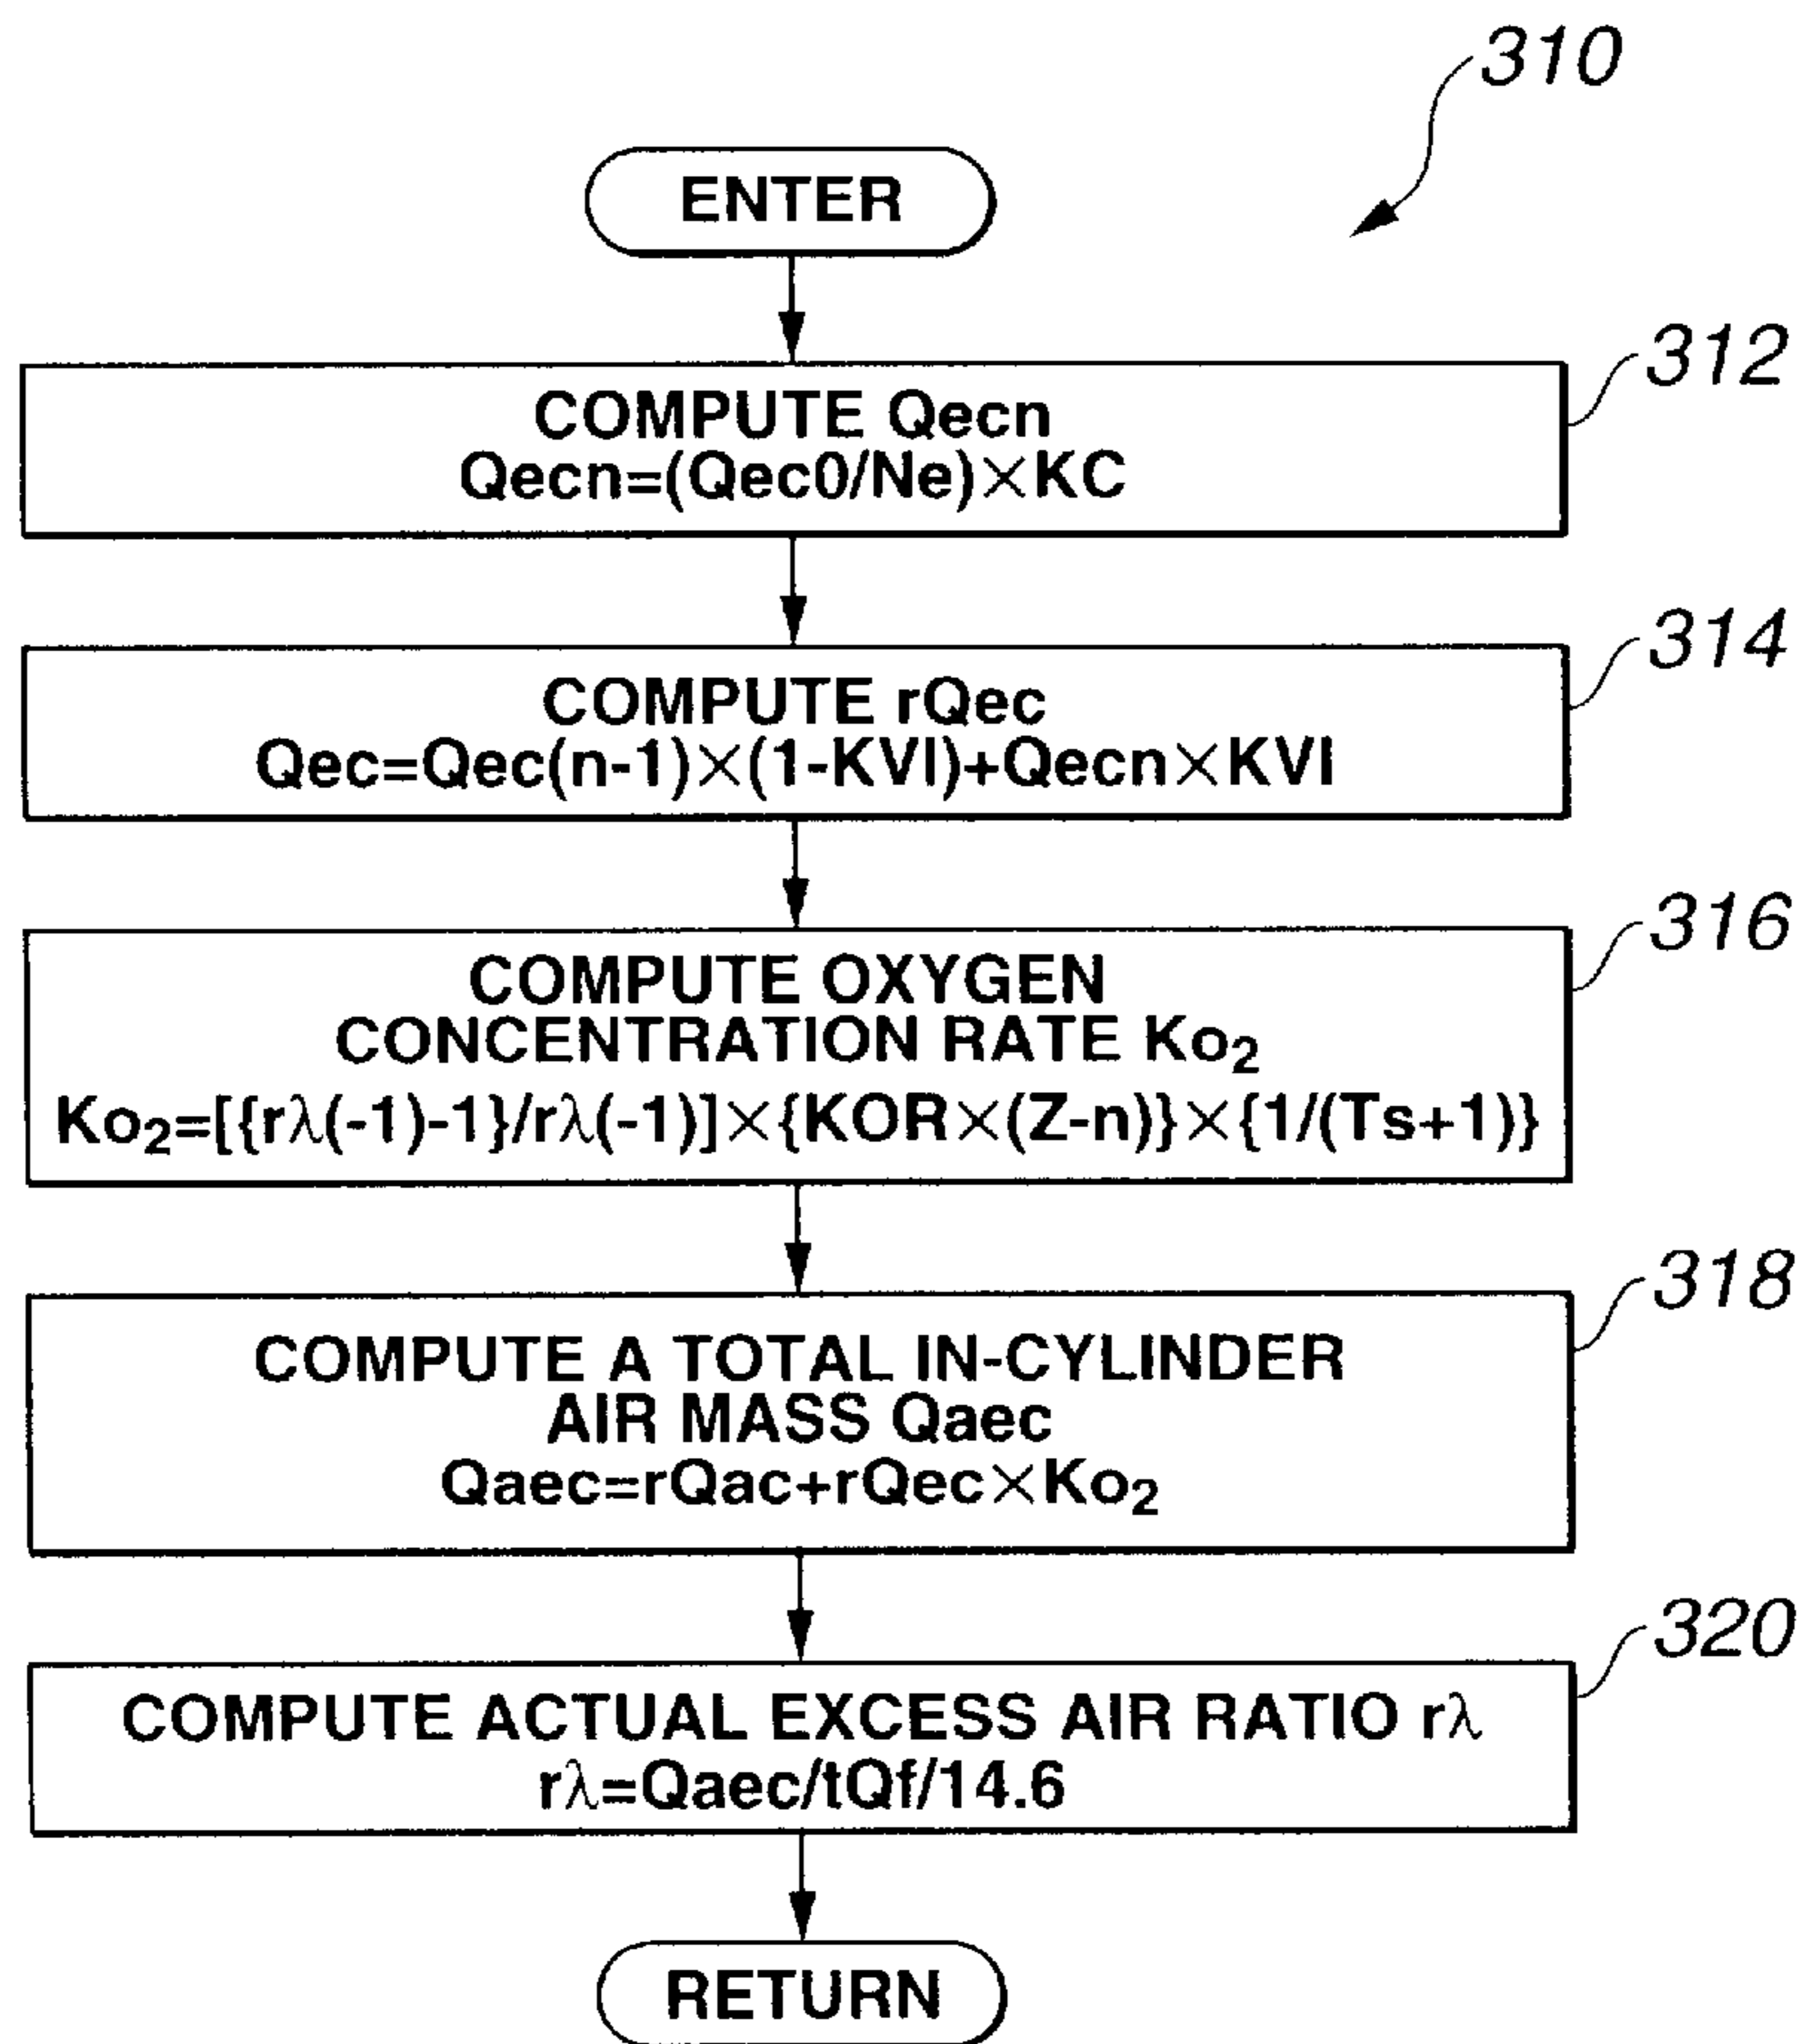 310
ENTER
312
COMPUTE Qecn
Qecn=(Qec0/Ne)×KC
314
COMPUTE rQec
Qec=Qec(n-1)×(1-KVI)+Qecn×KVI
316
COMPUTE OXYGEN
CONCENTRATION RATE Ko₂
Ko₂=[{rλ(-1)-1}/rλ(-1)]×{KOR×(Z-n)}×{1/(Ts+1)}
318
COMPUTE A TOTAL IN-CYLINDER
AIR MASS Qaec
Qaec=rQac+rQec×Ko₂
320
COMPUTE ACTUAL EXCESS AIR RATIO rλ
rλ=Qaec/tQf/14.6
RETURN